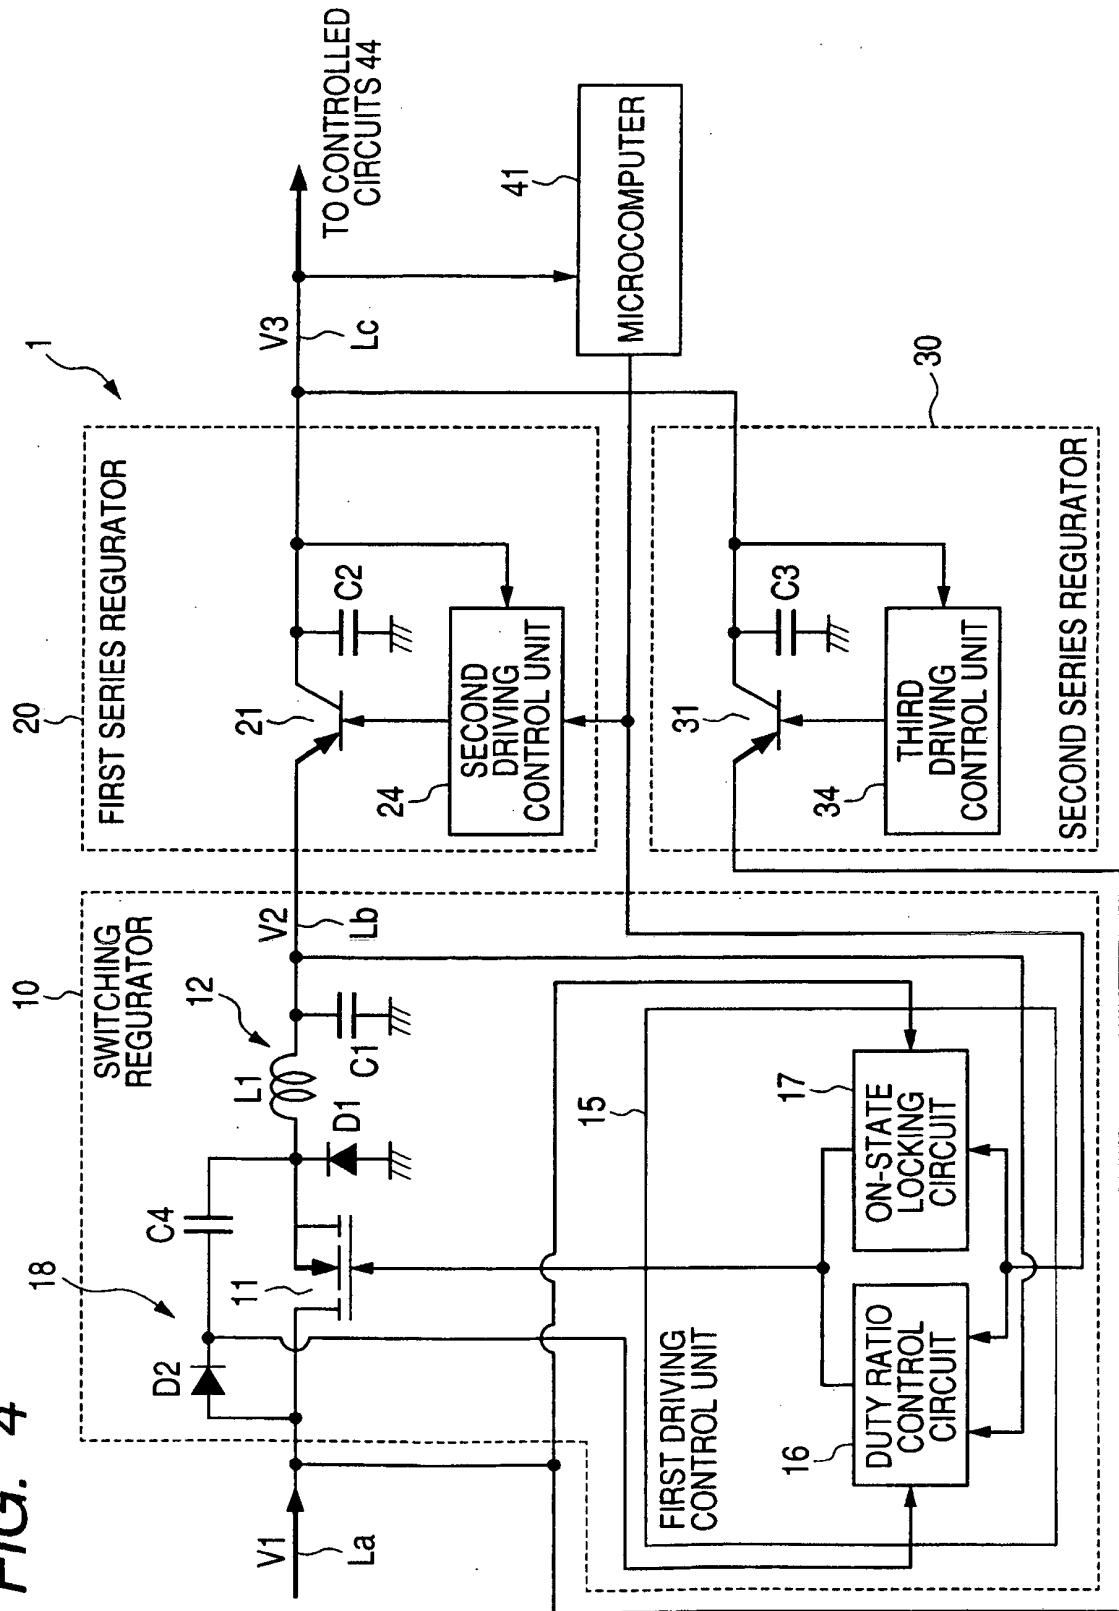 FIG. 4
1
TO CONTROLLED
CIRCUITS 44
V1
La
10
SWITCHING
REGURATOR
18
D2
C4
11
D1
L1
12
C1
V2
Lb
20
FIRST SERIES REGURATOR
21
C2
24
SECOND
DRIVING
CONTROL UNIT
V3
Lc
41
MICROCOMPUTER
FIRST DRIVING
CONTROL UNIT
15
16
DUTY RATIO
CONTROL
CIRCUIT
17
ON-STATE
LOCKING
CIRCUIT
30
31
C3
34
THIRD
DRIVING
CONTROL UNIT
SECOND SERIES REGURATOR